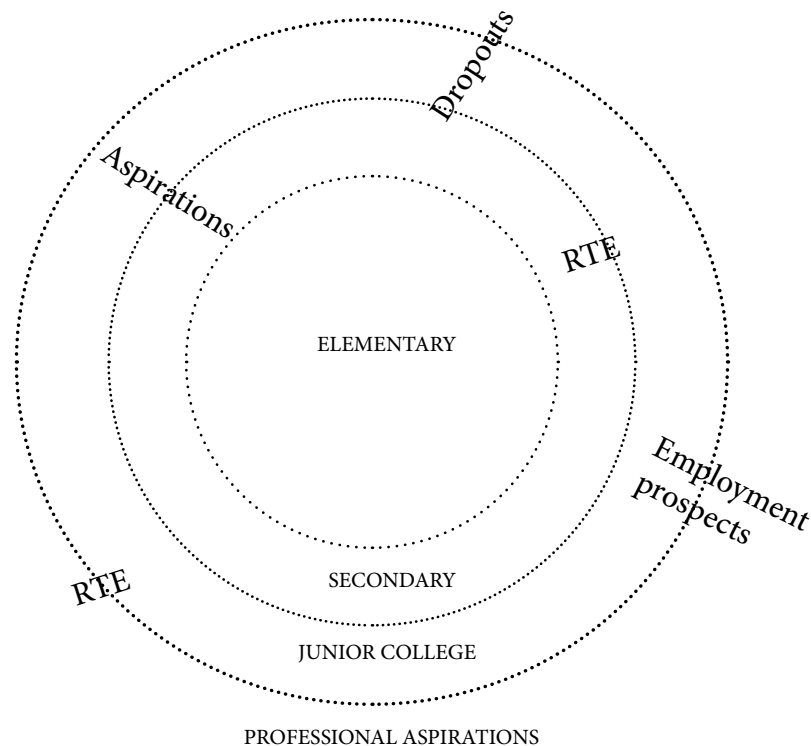 Dropouts
Aspirations
RTE
ELEMENTARY
Employment
prospects
RTE
SECONDARY
JUNIOR COLLEGE
PROFESSIONAL ASPIRATIONS